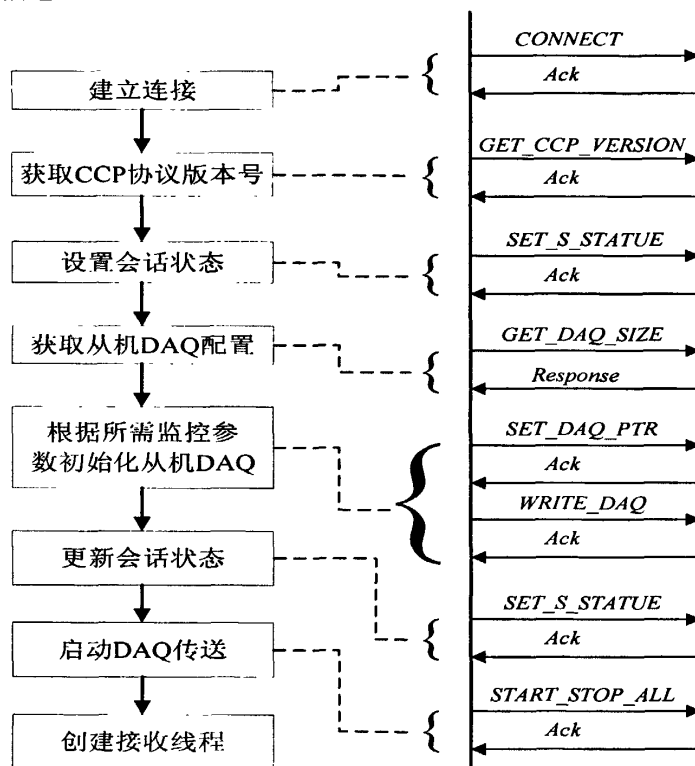 建立连接
获取CCP协议版本号
设置会话状态
获取从机DAQ配置
根据所需监控参
数初始化从机DAQ
更新会话状态
启动DAQ传送
创建接收线程
CONNECT
Ack
GET_CCP_VERSION
Ack
SET_S_STATUE
Ack
GET_DAQ_SIZE
Response
SET_DAQ_PTR
Ack
WRITE_DAQ
Ack
SET_S_STATUE
Ack
START_STOP_ALL
Ack